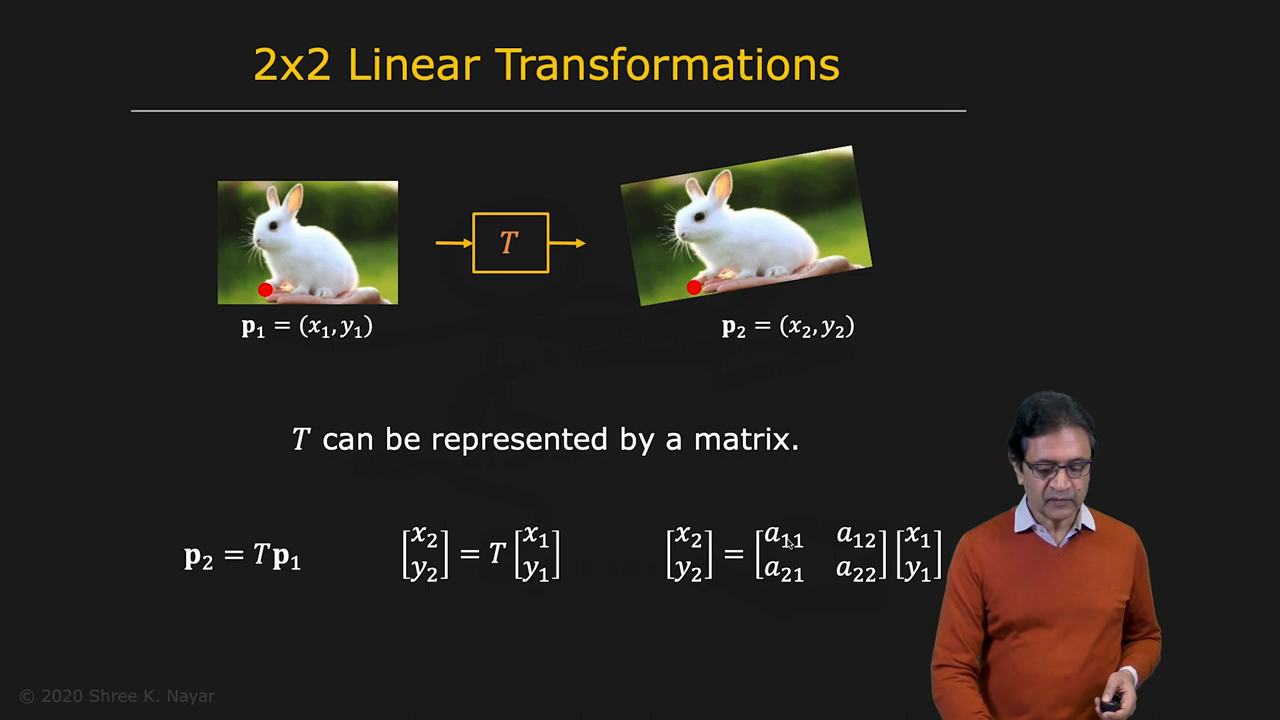 2x2 Linear Transformations
T
p₁ = (x₁, y₁)
p₂ = (x₂, y₂)
T can be represented by a matrix.
p₂ = Tp₁
[x₂ y₂] = T [x₁ y₁]
[x₂ y₂] = [a₁₁ a₁₂ a₂₁ a₂₂] [x₁ y₁]
© 2020 Shree K. Nayar